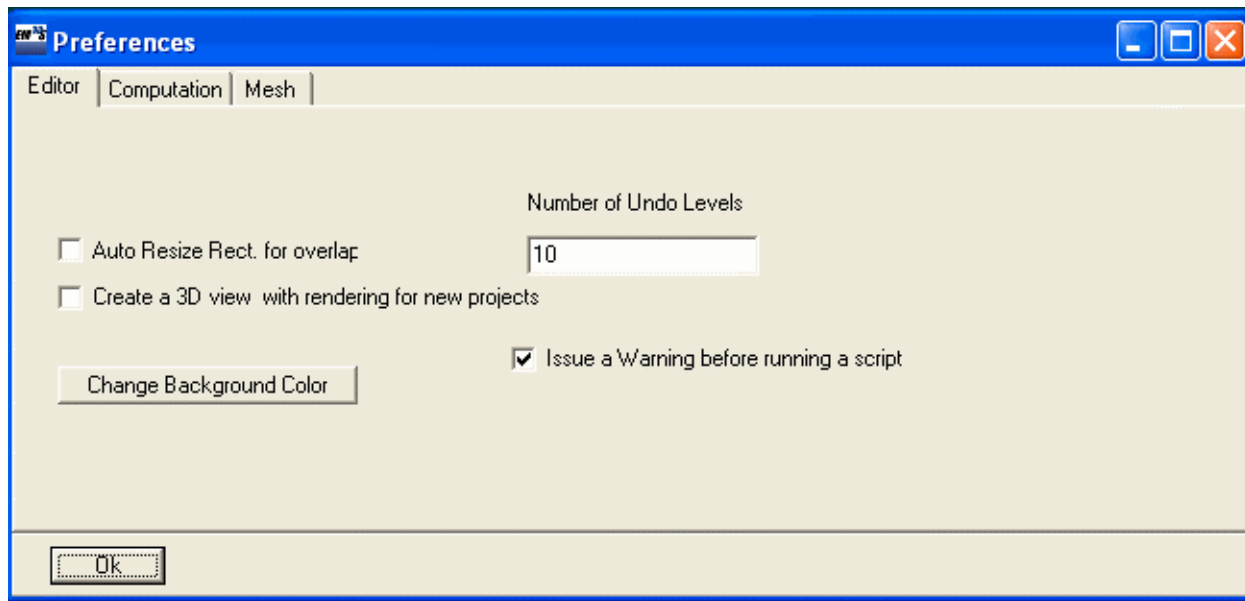 Preferences
Editor Computation Mesh
Number of Undo Levels
Auto Resize Rect. for overlap
10
Create a 3D view with rendering for new projects
Issue a Warning before running a script
Change Background Color
Ok